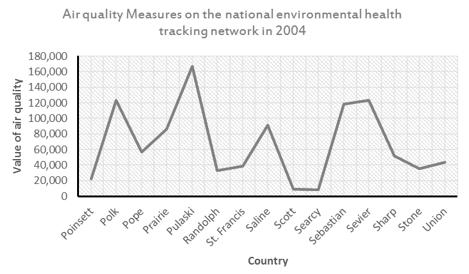 Air quality Measures on the national environmental health
tracking network in 2004
Value of air quality
180,000
160,000
140,000
120,000
100,000
80,000
60,000
40,000
20,000
0
Poinsett
Polk
Pope
Prairie
Pulaski
Randolph
St. Francis
Saline
Scott
Searcy
Sebastian
Sevier
Sharp
Stone
Union
Country